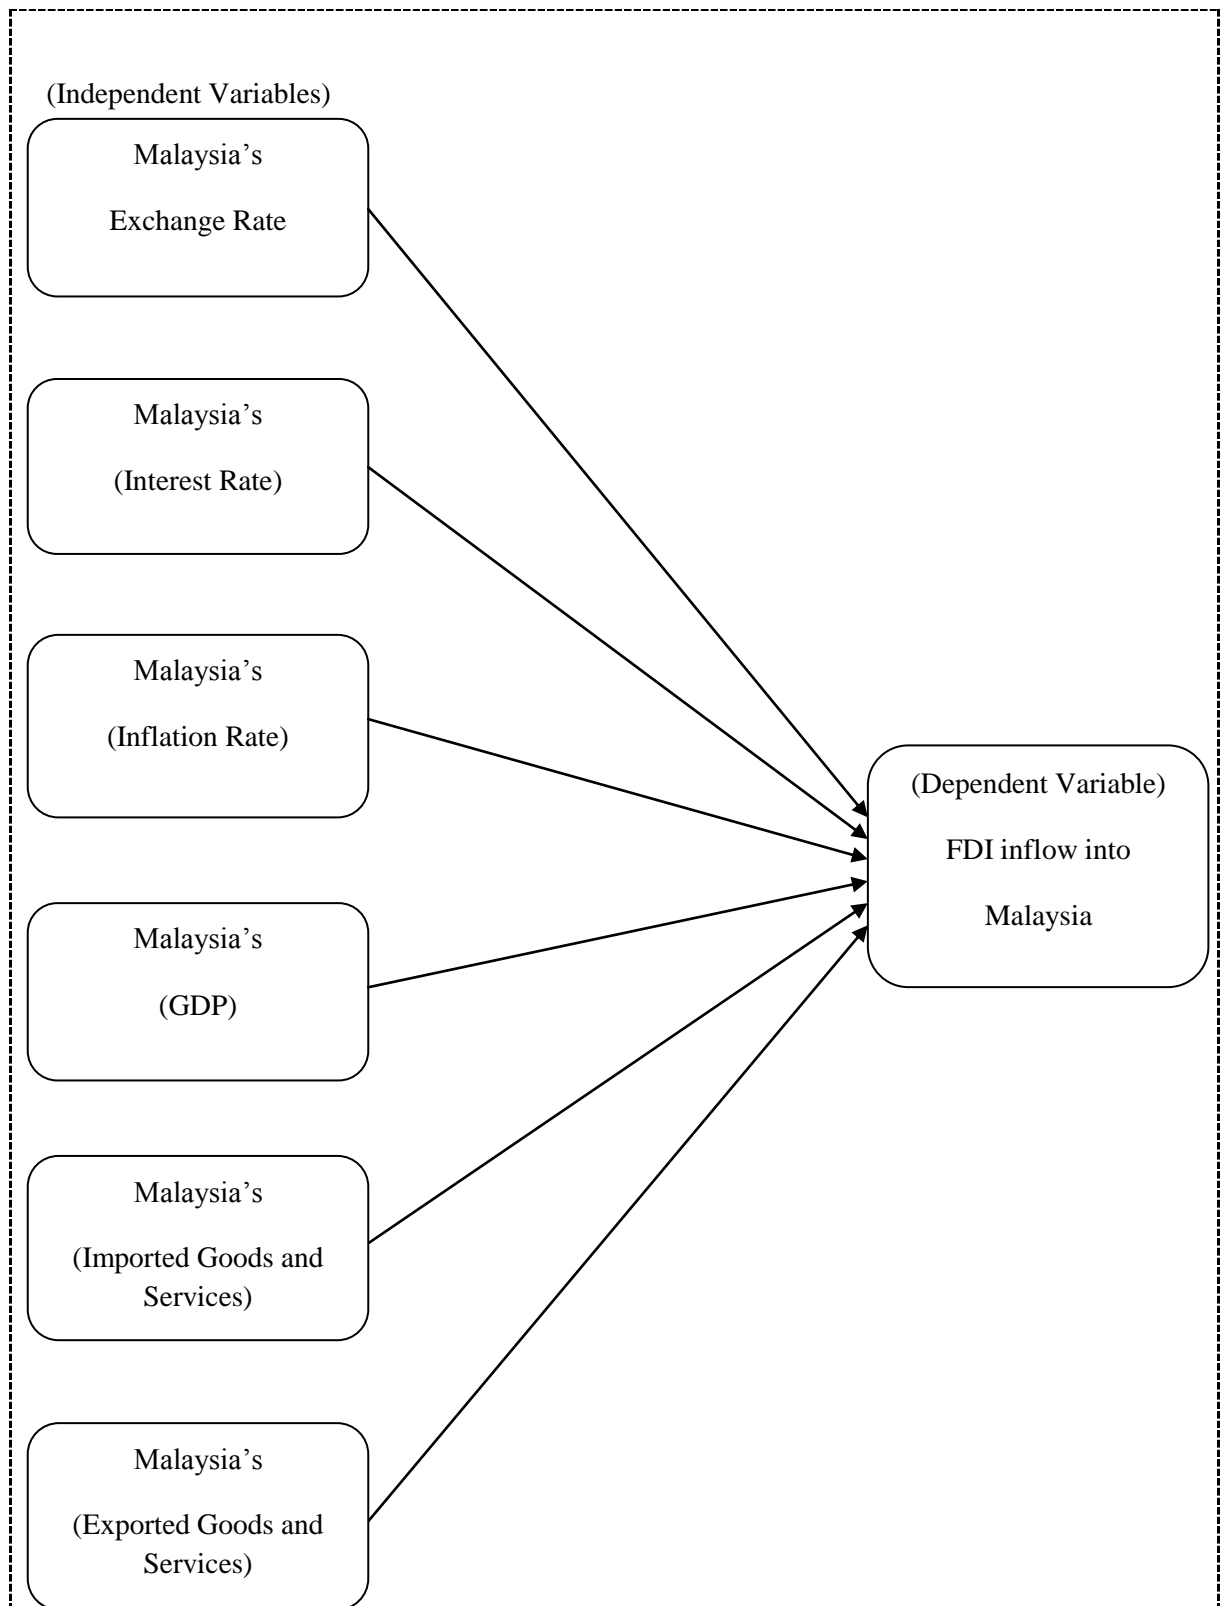 (Independent Variables)
Malaysia’s
Exchange Rate
Malaysia’s
(Interest Rate)
Malaysia’s
(Inflation Rate)
(Dependent Variable)
FDI inflow into
Malaysia
Malaysia’s
(GDP)
Malaysia’s
(Imported Goods and
Services)
Malaysia’s
(Exported Goods and
Services)